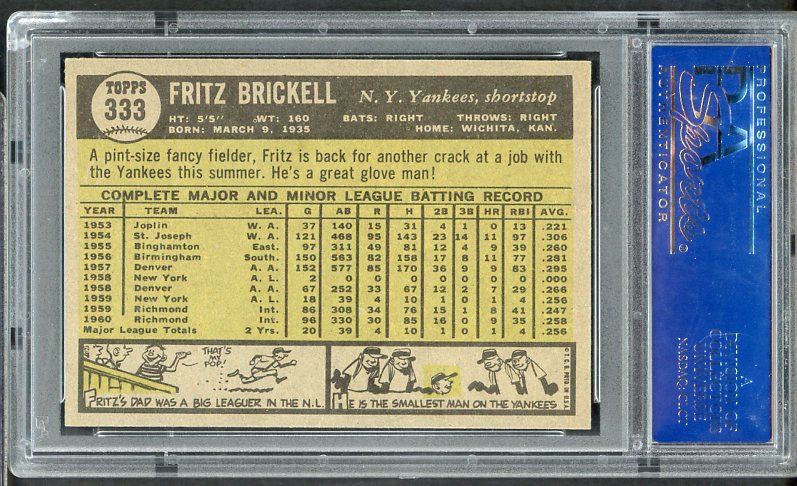 TOPPS
333
FRITZ BRICKELL N. Y. Yankees, shortstop
HT: 5'5" WT: 160 BATS: RIGHT THROWS: RIGHT
BORN: MARCH 9, 1935 HOME: WICHITA, KAN.
A pint-size fancy fielder, Fritz is back for another crack at a job with
the Yankees this summer. He's a great glove man!
COMPLETE MAJOR AND MINOR LEAGUE BATTING RECORD
YEAR TEAM LEA. G AB R H 2B 3B HR RBI AVG.
1953 Joplin W. A. 37 140 15 31 4 1 0 13 .221
1954 St. Joseph W. A. 121 468 95 143 23 14 11 97 .306
1955 Binghamton East. 97 311 49 81 12 4 9 39 .260
1956 Birmingham South. 150 563 82 158 17 8 11 77 .281
1957 Denver A. A. 152 577 85 170 36 9 9 83 .295
1958 New York A. L. 2 0 0 0 0 0 0 0 .000
1958 Denver A. A. 67 252 33 67 12 2 7 29 .266
1959 New York A. L. 18 39 4 10 1 0 1 4 .256
1959 Richmond Int. 86 308 34 76 15 1 8 41 .247
1960 Richmond Int. 96 330 30 85 16 0 9 35 .258
Major League Totals 2 Yrs. 20 39 4 10 1 0 1 4 .256
THAT'S MY POP!
FRITZ'S DAD WAS A BIG LEAGUER IN THE N.L.
HE IS THE SMALLEST MAN ON THE YANKEES
© T.C.G. PRTD IN U.S.A.
PROFESSIONAL
PSA
Sports
AUTHENTICATOR
A
DIVISION OF
COLLECTORS
UNIVERSE
NASDAQ: CLCT